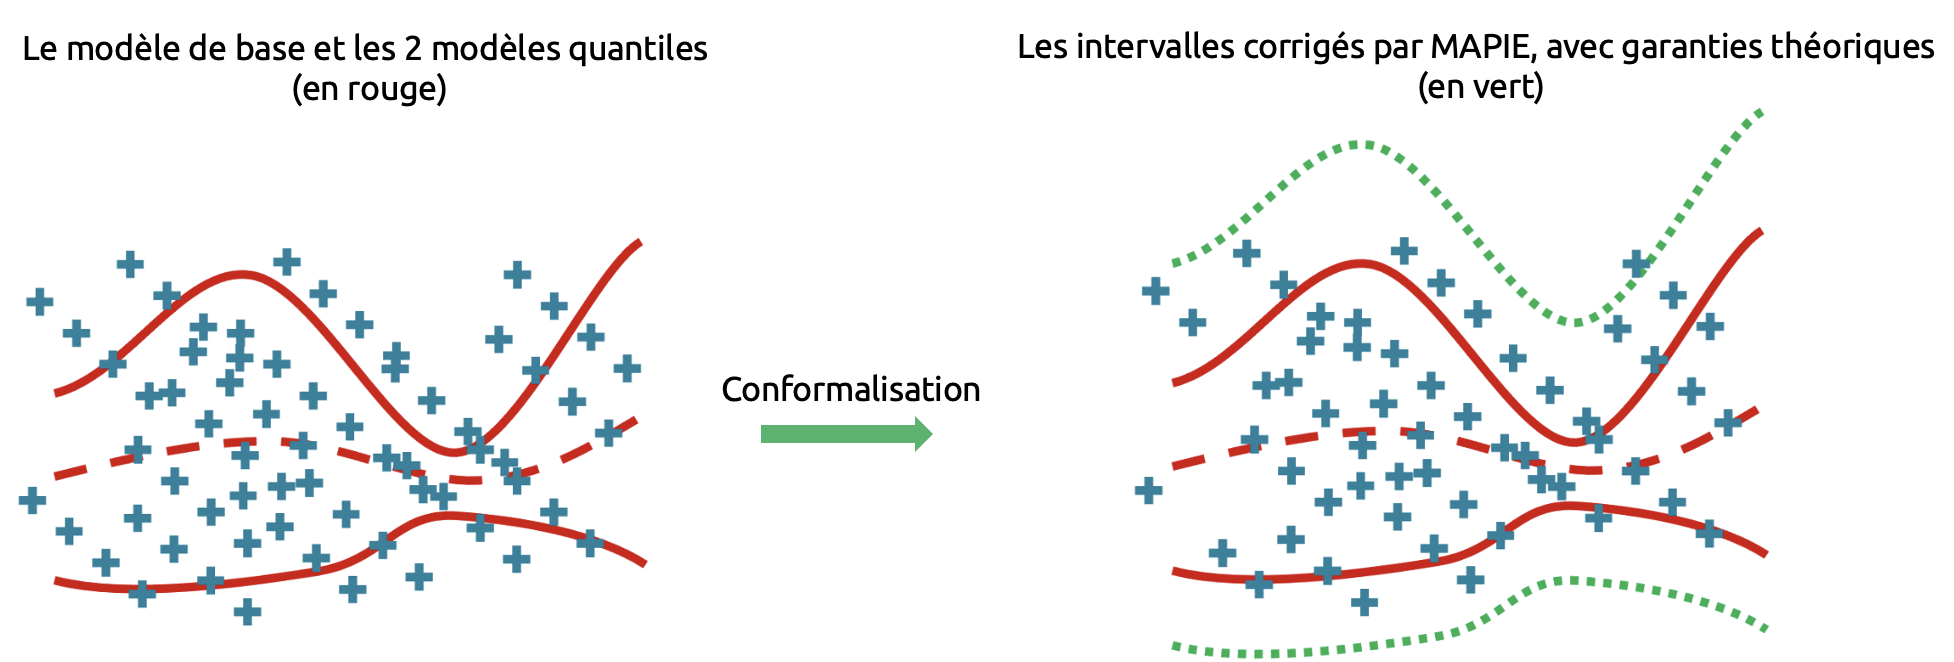 Le modèle de base et les 2 modèles quantiles
(en rouge)
Les intervalles corrigés par MAPIE, avec garanties théoriques
(en vert)
Conformalisation